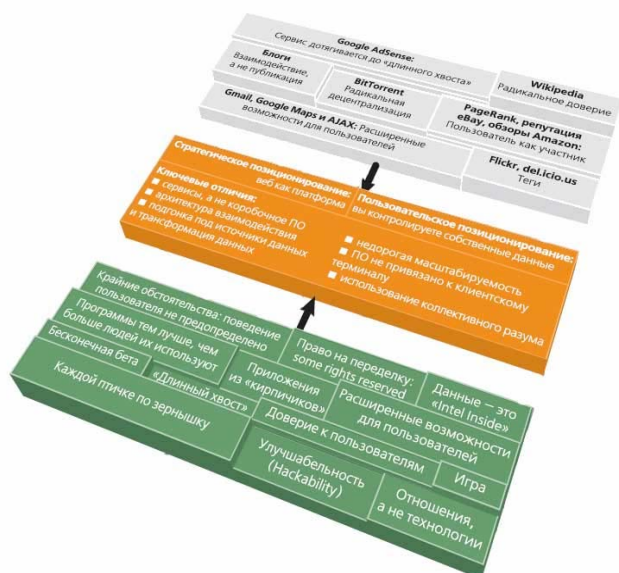 Google AdSense:
Сервис дотягивается до «длинного хвоста»
Блоги
Взаимодействие,
а не публикация
BitTorrent
Радикальная
децентрализация
Wikipedia
Радикальное доверие
Gmail, Google Maps и AJAX: Расширенные
возможности для пользователей
PageRank, репутация
eBay, обзоры Amazon:
Пользователь как участник
Flickr, del.icio.us
Теги
Стратегическое позиционирование:
веб как платформа
Пользовательское позиционирование:
вы контролируете собственные данные
Ключевые отличия:
■ сервисы, а не коробочное ПО
■ архитектура взаимодействия
■ подгонка под источники данных
и трансформация данных
■ недорогая масштабируемость
■ ПО не привязано к клиентскому
терминалу
■ использование коллективного разума
Крайние обстоятельства: поведение
пользователя не предопределено
Право на переделку:
some rights reserved
Данные — это
«Intel Inside»
Программы тем лучше, чем
больше людей их используют
Приложения
из «кирпичиков»
Расширенные возможности
для пользователей
Бесконечная бета
«Длинный хвост»
Доверие к пользователям
Игра
Каждой птичке по зернышку
Улучшабельность
(Hackability)
Отношения,
а не технологии